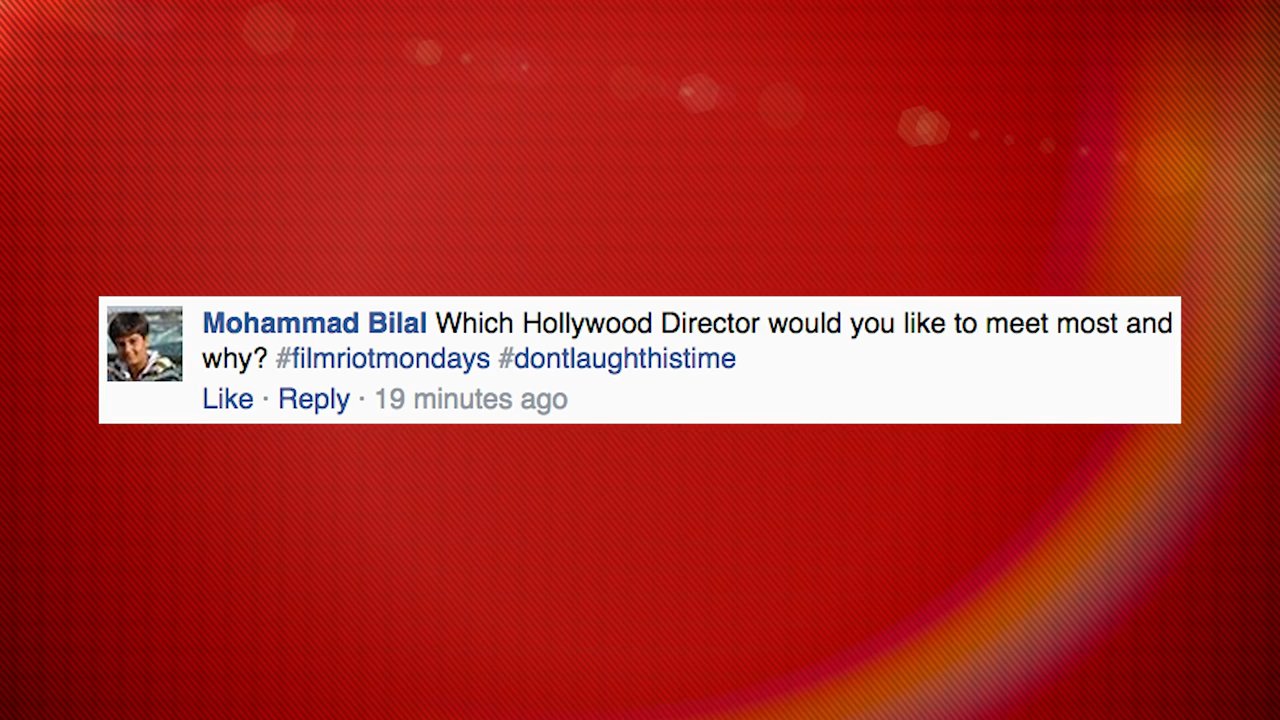 Mohammad Bilal Which Hollywood Director would you like to meet most and
why? #filmriotmondays #dontlaughthistime
Like · Reply · 19 minutes ago